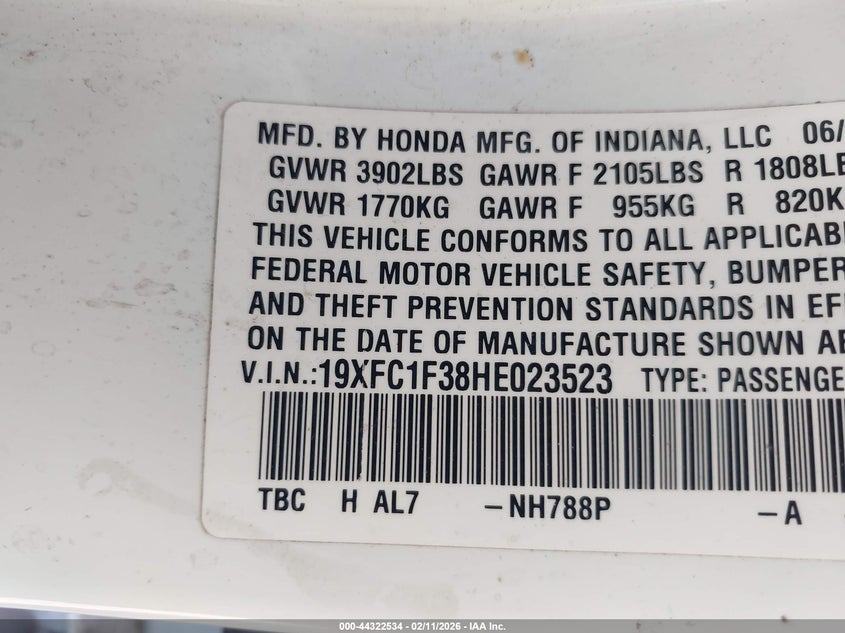 MFD. BY HONDA MFG. OF INDIANA, LLC 06/
GVWR 3902LBS GAWR F 2105LBS R 1808LB
GVWR 1770KG GAWR F 955KG R 820K
THIS VEHICLE CONFORMS TO ALL APPLICAB
FEDERAL MOTOR VEHICLE SAFETY, BUMPER
AND THEFT PREVENTION STANDARDS IN EFF
ON THE DATE OF MANUFACTURE SHOWN AB
V.I.N.:19XFC1F38HE023523 TYPE: PASSENGE
TBC H AL7 -NH788P -A
000-44322534 - 02/11/2026 - IAA Inc.